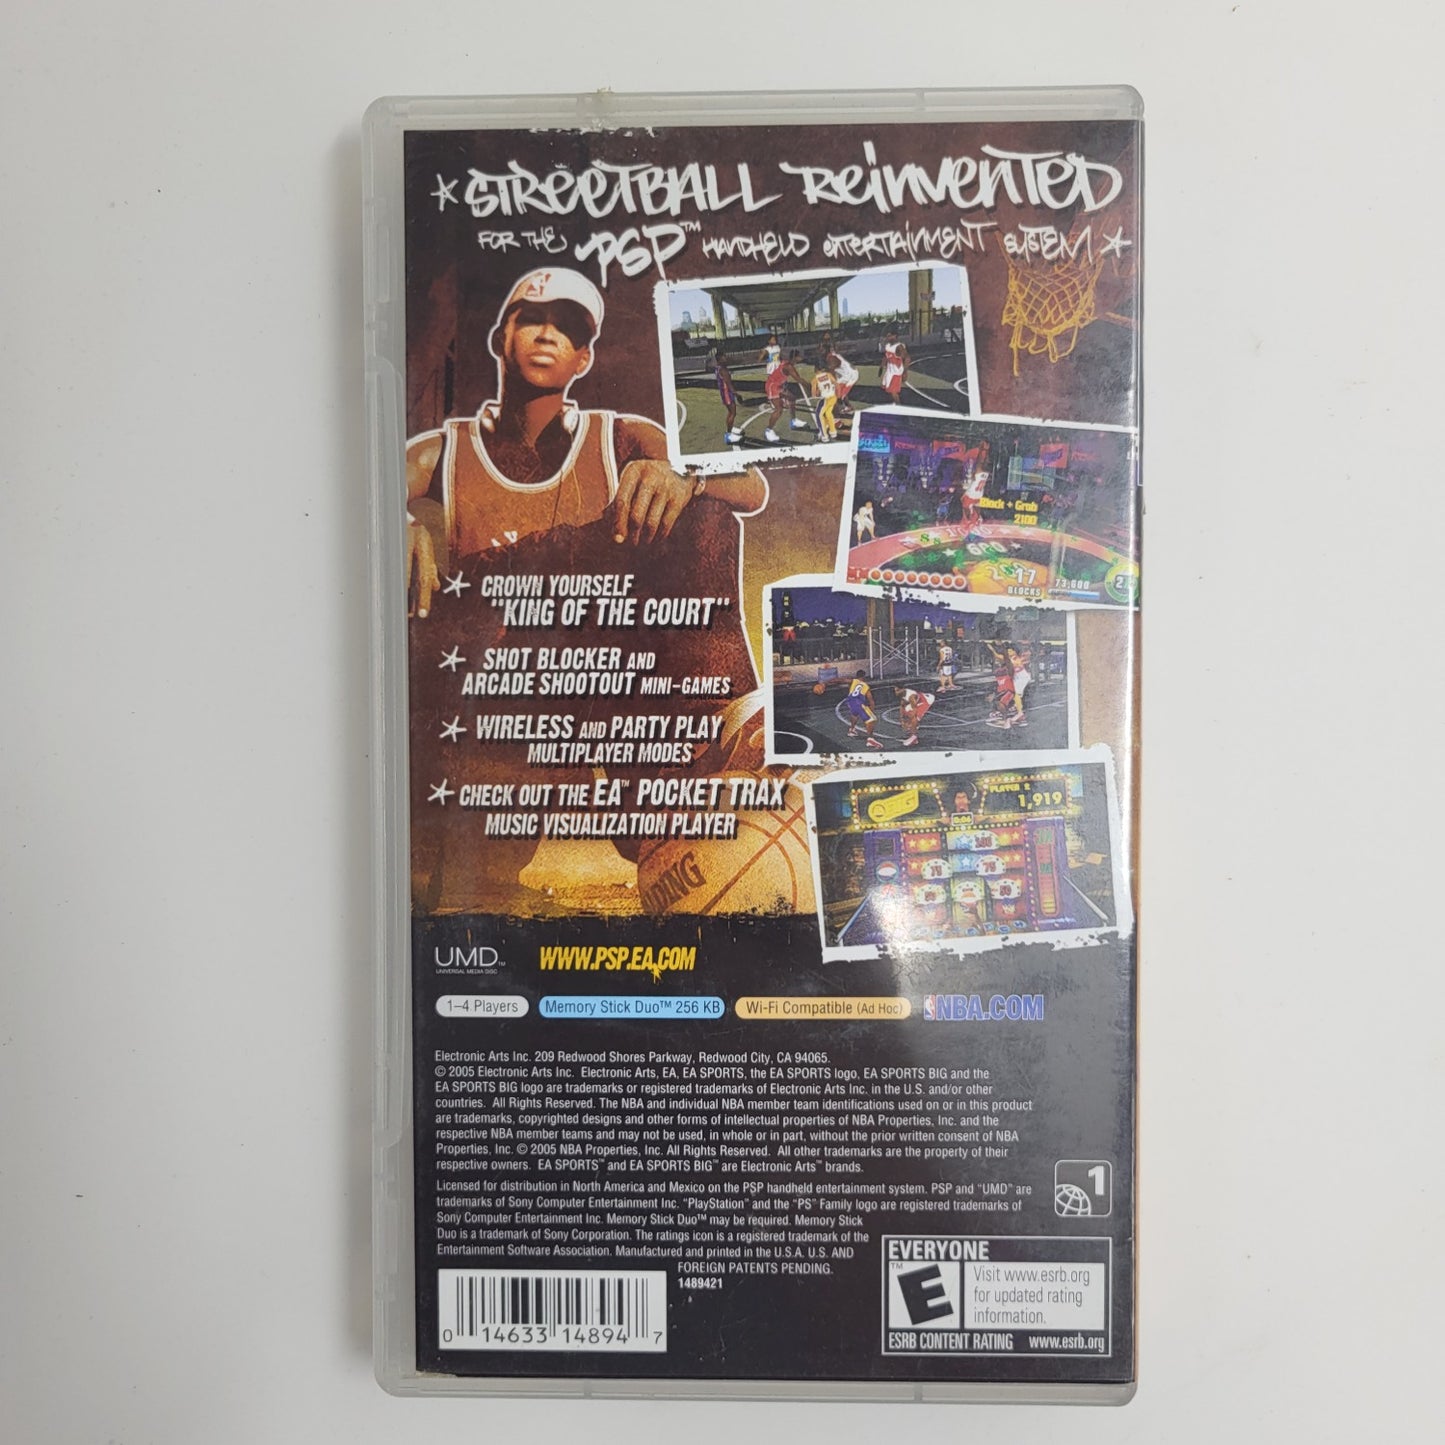 STREETBALL REINVENTED
FOR THE PSP™ HANDHELD ENTERTAINMENT SYSTEM
Block + Grab
2100
600
2 17
BLOCKS
73,600
CROWN YOURSELF
"KING OF THE COURT"
SHOT BLOCKER AND
ARCADE SHOOTOUT MINI-GAMES
WIRELESS AND PARTY PLAY
MULTIPLAYER MODES
CHECK OUT THE EA™ POCKET TRAX
MUSIC VISUALIZATION PLAYER
8
PLAYER 2
1,919
UMD™
UNIVERSAL MEDIA DISC
WWW.PSP.EA.COM
1–4 Players
Memory Stick Duo™ 256 KB
Wi-Fi Compatible (Ad Hoc)
NBA.COM
Electronic Arts Inc. 209 Redwood Shores Parkway, Redwood City, CA 94065.
© 2005 Electronic Arts Inc. Electronic Arts, EA, EA SPORTS, the EA SPORTS logo, EA SPORTS BIG and the
EA SPORTS BIG logo are trademarks or registered trademarks of Electronic Arts Inc. in the U.S. and/or other
countries. All Rights Reserved. The NBA and individual NBA member team identifications used on or in this product
are trademarks, copyrighted designs and other forms of intellectual properties of NBA Properties, Inc. and the
respective NBA member teams and may not be used, in whole or in part, without the prior written consent of NBA
Properties, Inc. © 2005 NBA Properties, Inc. All Rights Reserved. All other trademarks are the property of their
respective owners. EA SPORTS™ and EA SPORTS BIG™ are Electronic Arts™ brands.
Licensed for distribution in North America and Mexico on the PSP handheld entertainment system. PSP and "UMD" are
trademarks of Sony Computer Entertainment Inc. "PlayStation" and the "PS" Family logo are registered trademarks of
Sony Computer Entertainment Inc. Memory Stick Duo™ may be required. Memory Stick
Duo is a trademark of Sony Corporation. The ratings icon is a registered trademark of the
Entertainment Software Association. Manufactured and printed in the U.S.A. U.S. AND
FOREIGN PATENTS PENDING.
1489421
1
0 14633 14894 7
EVERYONE
E™
Visit www.esrb.org
for updated rating
information.
ESRB CONTENT RATING www.esrb.org